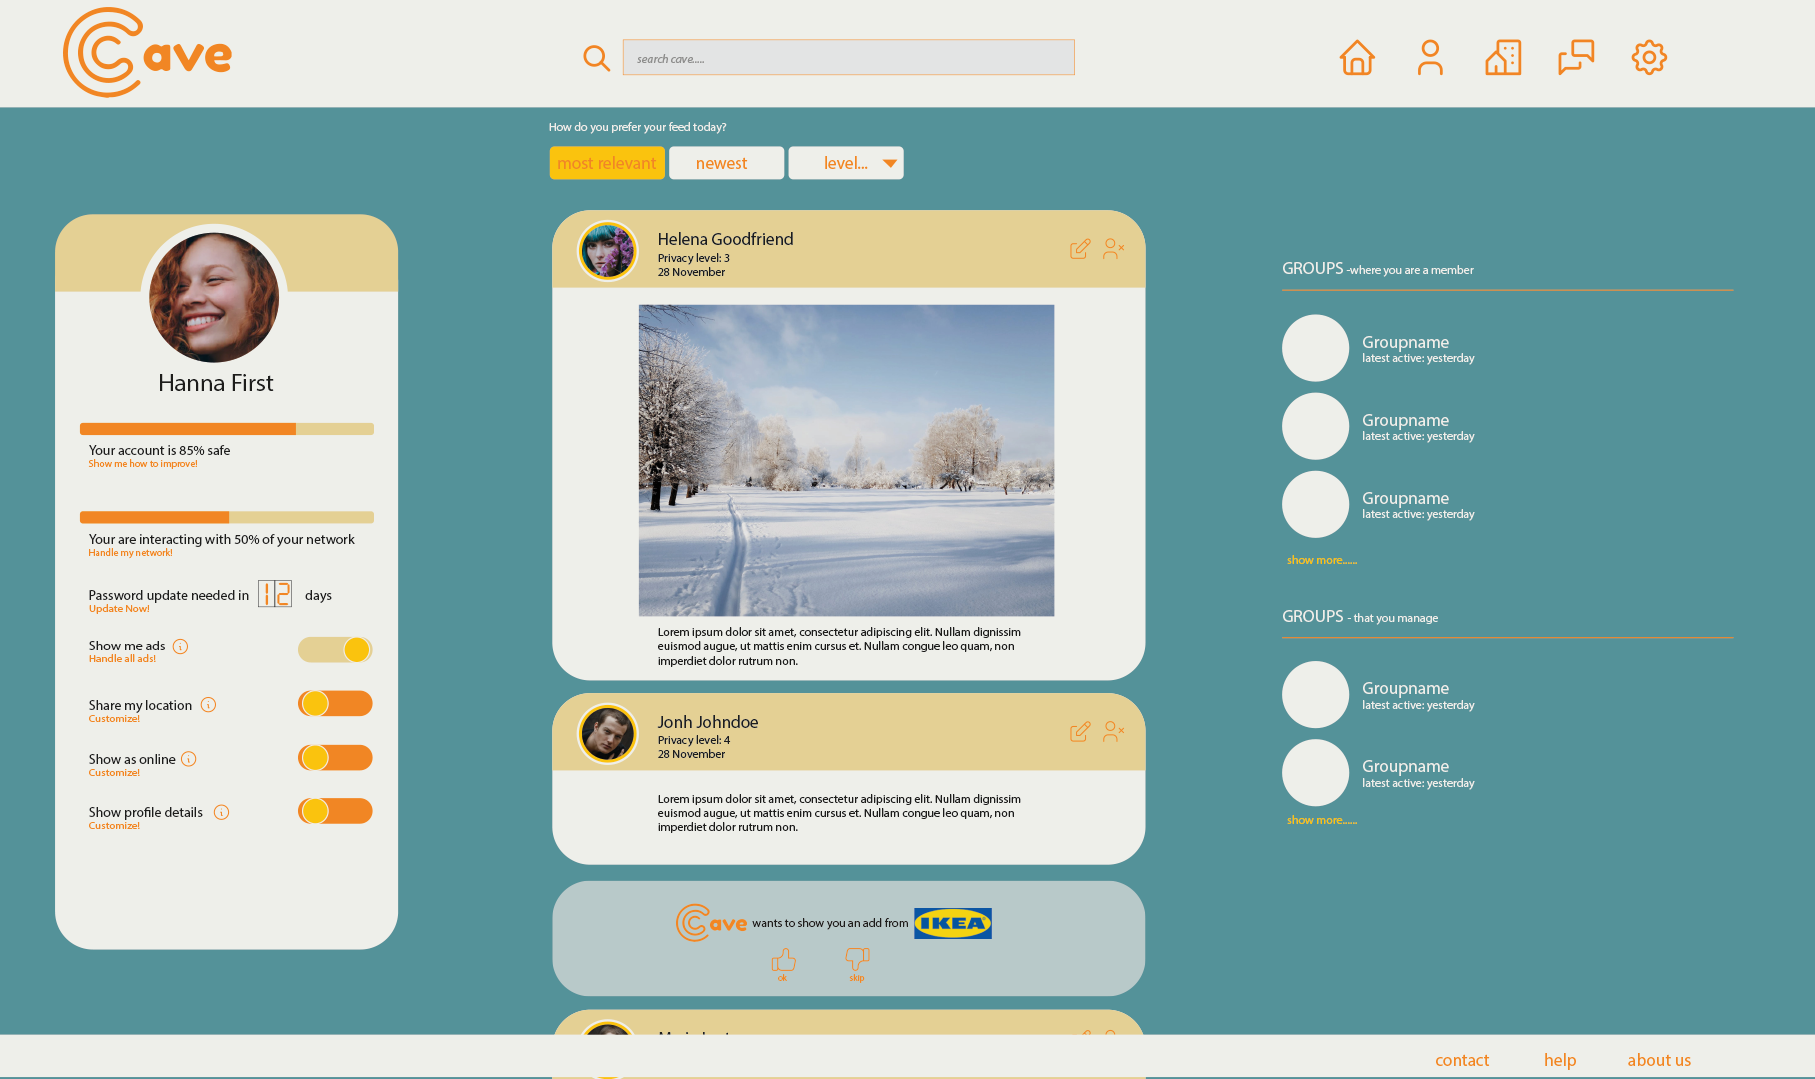 Cave
search cave.....
How do you prefer your feed today?
most relevant
newest
level...
Hanna First
Your account is 85% safe
Show me how to improve!
Your are interacting with 50% of your network
Handle my network!
Password update needed in 12 days
Update Now!
Show me ads
Handle all ads!
Share my location
Customize!
Show as online
Customize!
Show profile details
Customize!
Helena Goodfriend
Privacy level: 3
28 November
Lorem ipsum dolor sit amet, consectetur adipiscing elit. Nullam dignissim
euismod augue, ut mattis enim cursus et. Nullam congue leo quam, non
imperdiet dolor rutrum non.
Jonh Johndoe
Privacy level: 4
28 November
Lorem ipsum dolor sit amet, consectetur adipiscing elit. Nullam dignissim
euismod augue, ut mattis enim cursus et. Nullam congue leo quam, non
imperdiet dolor rutrum non.
Cave wants to show you an add from IKEA
ok
skip
GROUPS -where you are a member
Groupname
latest active: yesterday
Groupname
latest active: yesterday
Groupname
latest active: yesterday
show more......
GROUPS - that you manage
Groupname
latest active: yesterday
Groupname
latest active: yesterday
show more......
contact
help
about us